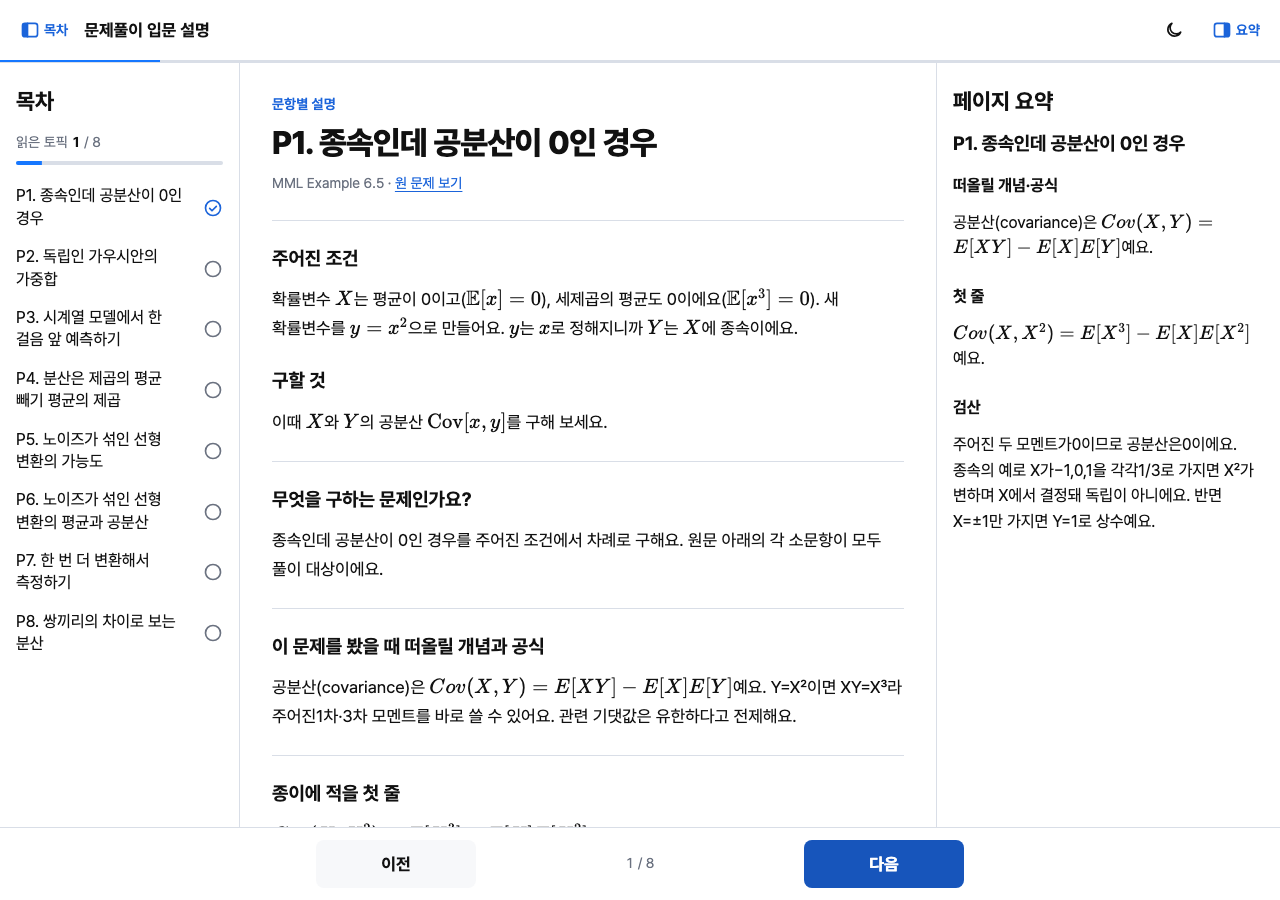 목차
문제풀이 입문 설명
요약
목차
읽은 토픽 1 / 8
P1. 종속인데 공분산이 0인
경우
P2. 독립인 가우시안의
가중합
P3. 시계열 모델에서 한
걸음 앞 예측하기
P4. 분산은 제곱의 평균
빼기 평균의 제곱
P5. 노이즈가 섞인 선형
변환의 가능도
P6. 노이즈가 섞인 선형
변환의 평균과 공분산
P7. 한 번 더 변환해서
측정하기
P8. 쌍끼리의 차이로 보는
분산
문항별 설명
P1. 종속인데 공분산이 0인 경우
MML Example 6.5 · 원 문제 보기
주어진 조건
확률변수 X는 평균이 0이고(𝔼[x] = 0), 세제곱의 평균도 0이에요(𝔼[x³] = 0). 새
확률변수를 y = x²으로 만들어요. y는 x로 정해지니까 Y는 X에 종속이에요.
구할 것
이때 X와 Y의 공분산 Cov[x, y]를 구해 보세요.
무엇을 구하는 문제인가요?
종속인데 공분산이 0인 경우를 주어진 조건에서 차례로 구해요. 원문 아래의 각 소문항이 모두
풀이 대상이에요.
이 문제를 봤을 때 떠올릴 개념과 공식
공분산(covariance)은 Cov(X, Y) = E[XY] − E[X]E[Y]예요. Y=X²이면 XY=X³라
주어진1차·3차 모멘트를 바로 쓸 수 있어요. 관련 기댓값은 유한하다고 전제해요.
종이에 적을 첫 줄
페이지 요약
P1. 종속인데 공분산이 0인 경우
떠올릴 개념·공식
공분산(covariance)은 Cov(X, Y) =
E[XY] − E[X]E[Y]예요.
첫 줄
Cov(X, X²) = E[X³] − E[X]E[X²]
예요.
검산
주어진 두 모멘트가0이므로 공분산은0이에요.
종속의 예로 X가−1,0,1을 각각1/3로 가지면 X²가
변하며 X에서 결정돼 독립이 아니에요. 반면
X=±1만 가지면 Y=1로 상수예요.
이전
1 / 8
다음